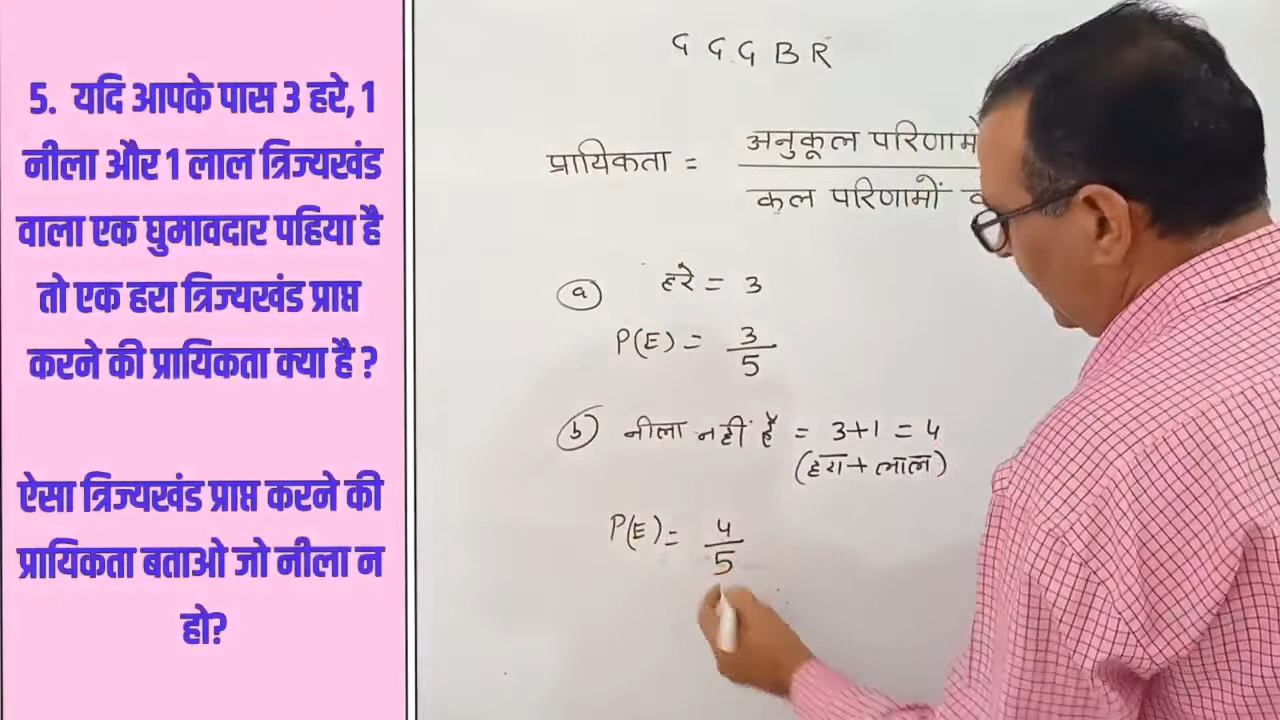 5. यदि आपके पास 3 हरे, 1
नीला और 1 लाल त्रिज्यखंड
वाला एक घुमावदार पहिया है
तो एक हरा त्रिज्यखंड प्राप्त
करने की प्रायिकता क्या है ?
ऐसा त्रिज्यखंड प्राप्त करने की
प्रायिकता बताओ जो नीला न
हो?
G G G B R
प्रायिकता = अनुकूल परिणामों
कुल परिणामों
(a) हरे = 3
P(E) = 3
5
(b) नीला नहीं है = 3+1 = 4
(हरा + लाल)
P(E) = 4
5